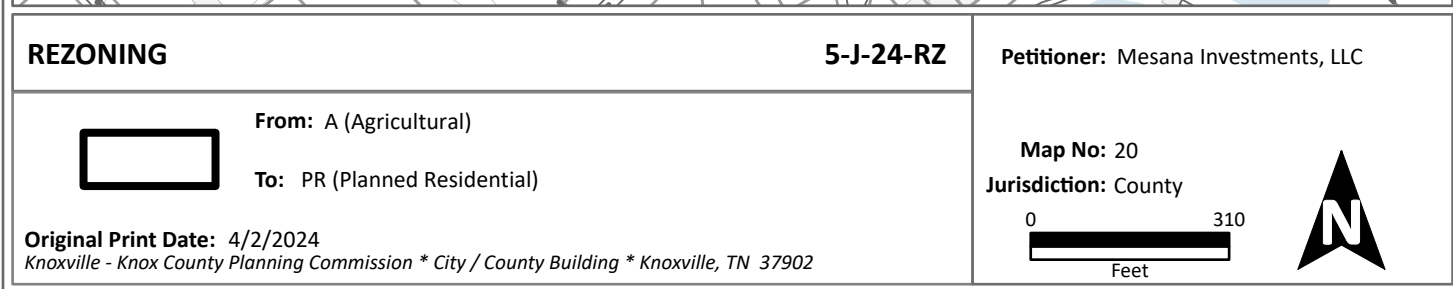 REZONING
5-J-24-RZ
From: A (Agricultural)
To: PR (Planned Residential)
Original Print Date: 4/2/2024
Knoxville - Knox County Planning Commission * City / County Building * Knoxville, TN 37902
Petitioner: Mesana Investments, LLC
Map No: 20
Jurisdiction: County
0 310
Feet
N